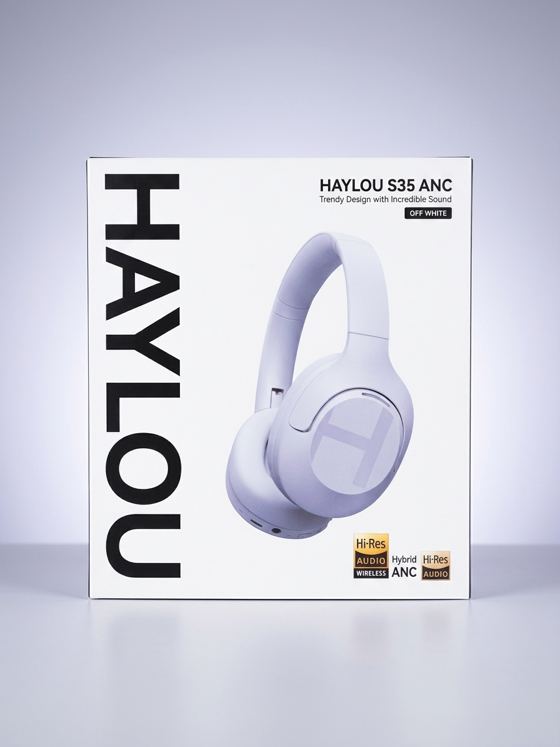 HAYLOU
HAYLOU S35 ANC
Trendy Design with Incredible Sound
OFF WHITE
Hi-Res
AUDIO
WIRELESS
Hybrid
ANC
Hi-Res
AUDIO